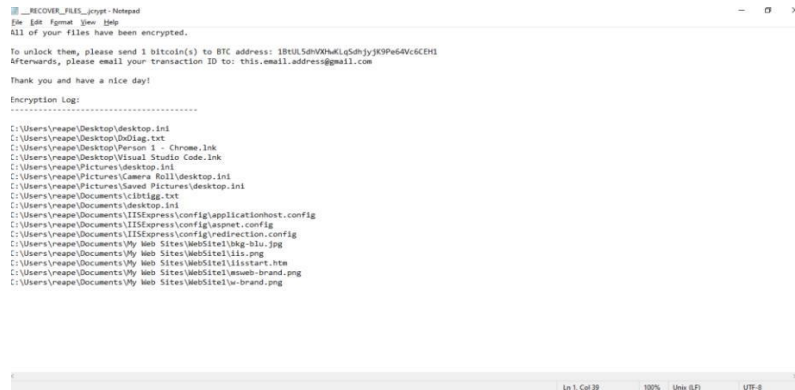 __RECOVER__FILES__.jcrypt - Notepad
File Edit Format View Help
All of your files have been encrypted.
To unlock them, please send 1 bitcoin(s) to BTC address: 1BtUL5dhVXHwKLqSdhjyjK9Pe64Vc6CEH1
Afterwards, please email your transaction ID to: this.email.address@gmail.com
Thank you and have a nice day!
Encryption Log:
----------------------------------------
C:\Users\reape\Desktop\desktop.ini
C:\Users\reape\Desktop\DxDiag.txt
C:\Users\reape\Desktop\Person 1 - Chrome.lnk
C:\Users\reape\Desktop\Visual Studio Code.lnk
C:\Users\reape\Pictures\desktop.ini
C:\Users\reape\Pictures\Camera Roll\desktop.ini
C:\Users\reape\Pictures\Saved Pictures\desktop.ini
C:\Users\reape\Documents\cibtigg.txt
C:\Users\reape\Documents\desktop.ini
C:\Users\reape\Documents\IISExpress\config\applicationhost.config
C:\Users\reape\Documents\IISExpress\config\aspnet.config
C:\Users\reape\Documents\IISExpress\config\redirection.config
C:\Users\reape\Documents\My Web Sites\WebSite1\bkg-blu.jpg
C:\Users\reape\Documents\My Web Sites\WebSite1\iis.png
C:\Users\reape\Documents\My Web Sites\WebSite1\iisstart.htm
C:\Users\reape\Documents\My Web Sites\WebSite1\msweb-brand.png
C:\Users\reape\Documents\My Web Sites\WebSite1\w-brand.png
Ln 1, Col 39 100% Unix (LF) UTF-8